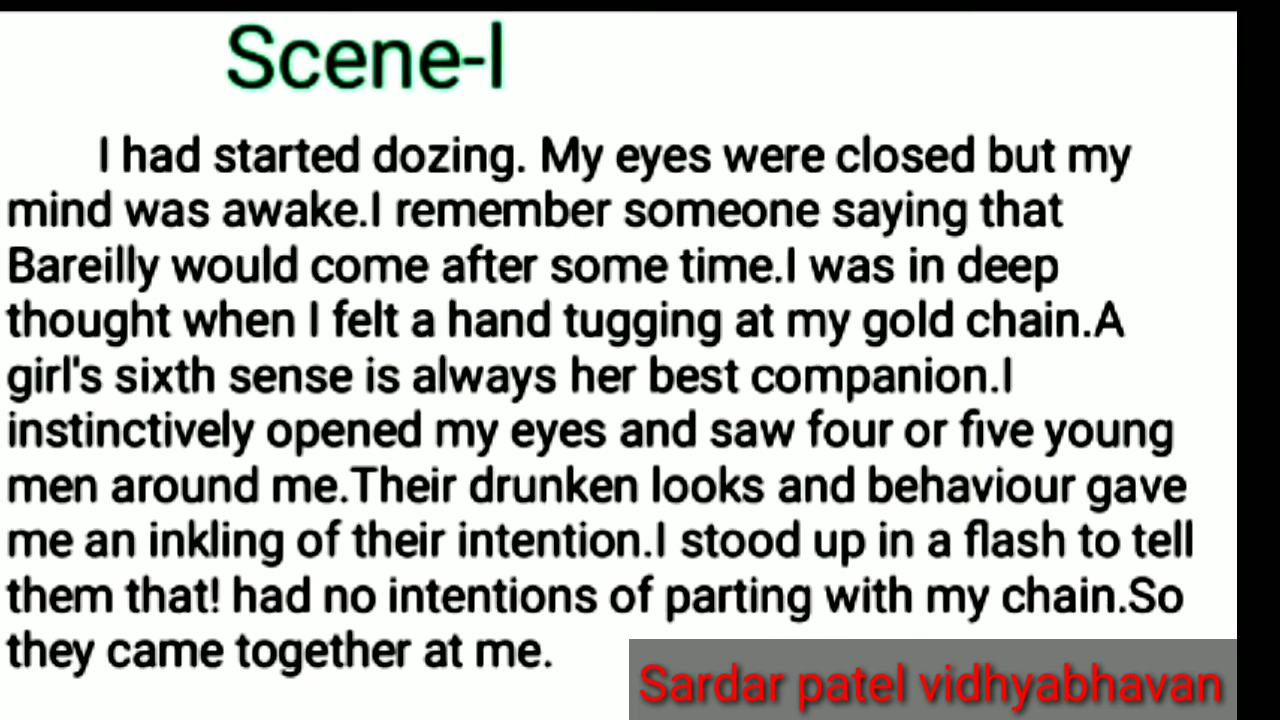 Scene-I
I had started dozing. My eyes were closed but my
mind was awake.I remember someone saying that
Bareilly would come after some time.I was in deep
thought when I felt a hand tugging at my gold chain.A
girl's sixth sense is always her best companion.I
instinctively opened my eyes and saw four or five young
men around me.Their drunken looks and behaviour gave
me an inkling of their intention.I stood up in a flash to tell
them that! had no intentions of parting with my chain.So
they came together at me.
Sardar patel vidhyabhavan